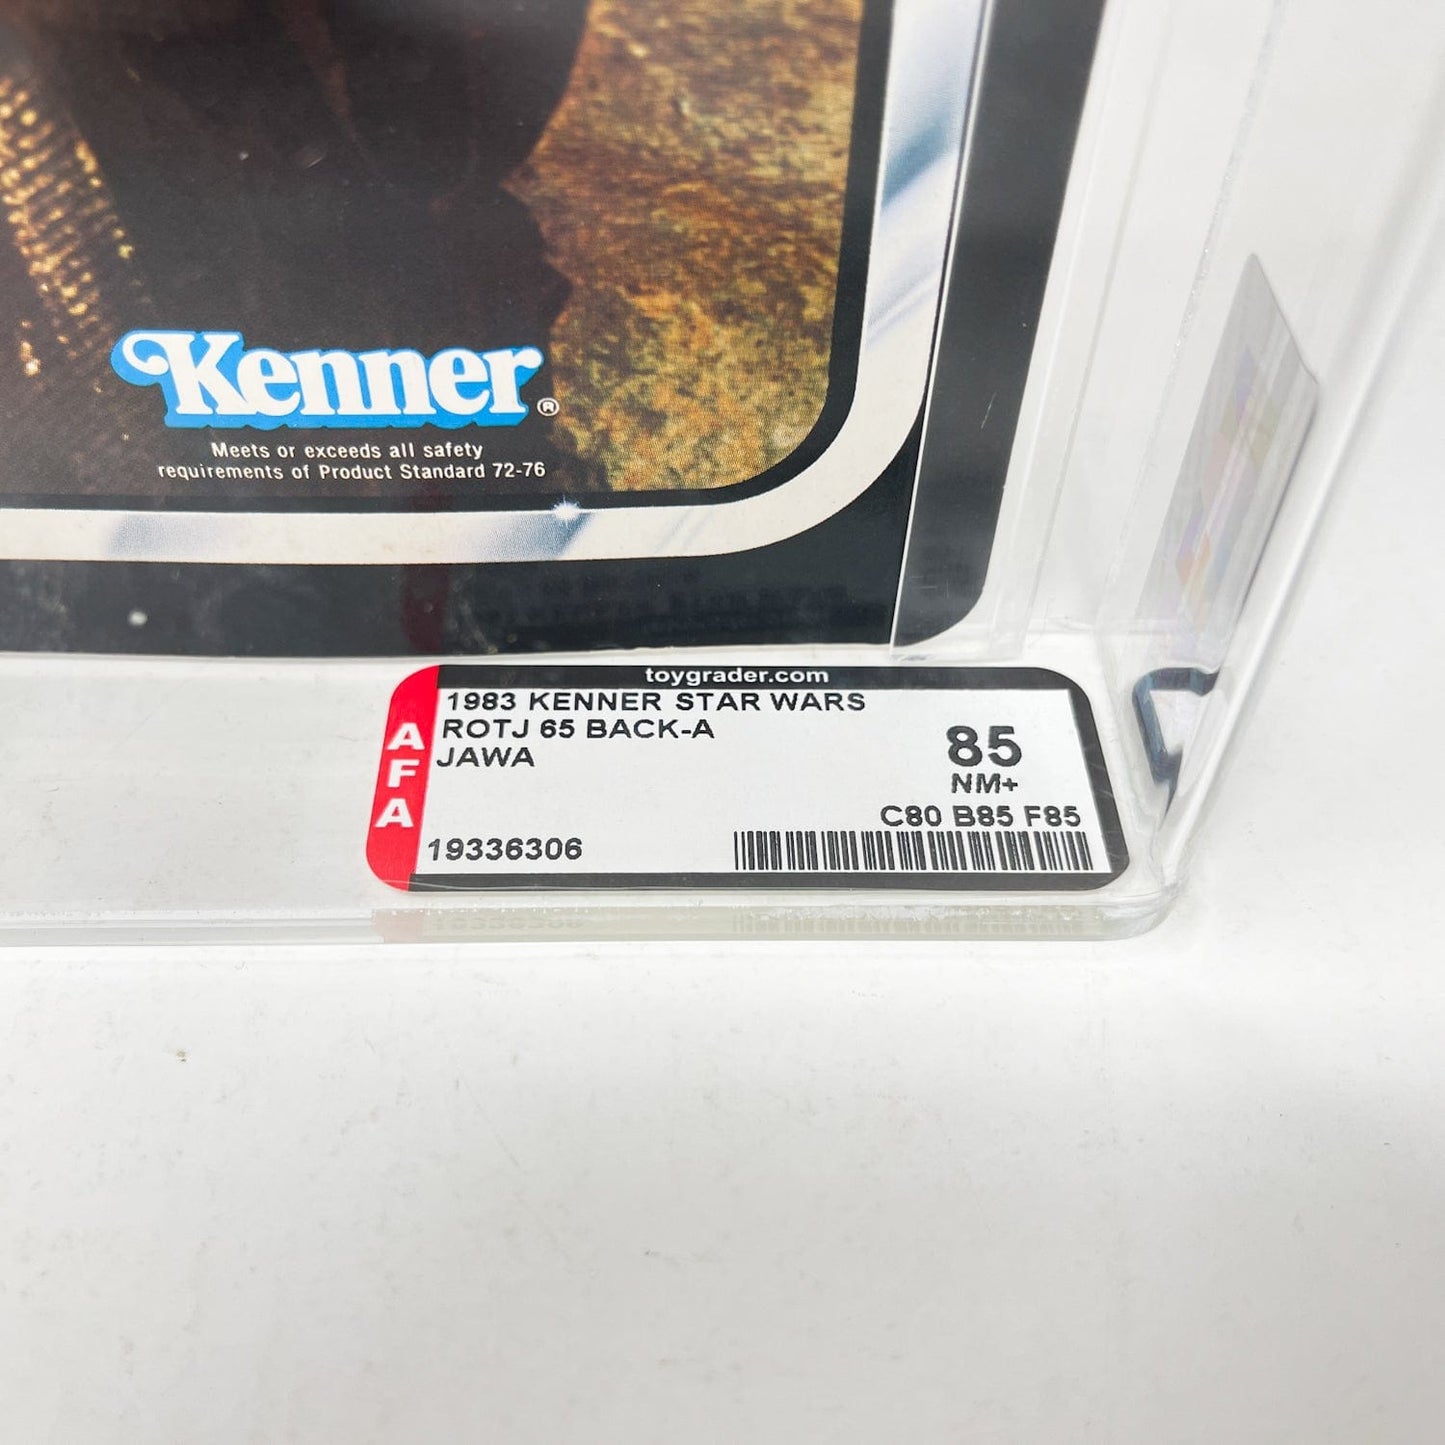 Kenner®
Meets or exceeds all safety
requirements of Product Standard 72-76
toygrader.com
AFA
1983 KENNER STAR WARS
ROTJ 65 BACK-A
JAWA
85
NM+
C80 B85 F85
19336306
19336306